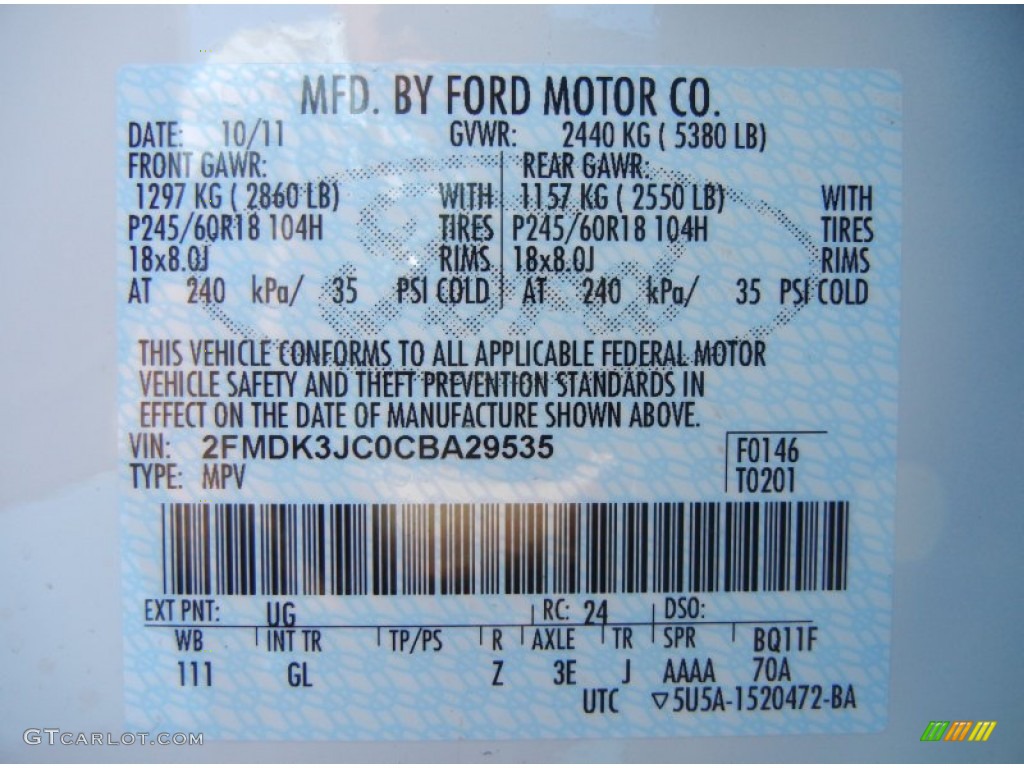 MFD. BY FORD MOTOR CO.
DATE: 10/11 GVWR: 2440 KG ( 5380 LB)
FRONT GAWR: REAR GAWR:
1297 KG ( 2860 LB) WITH 1157 KG ( 2550 LB) WITH
P245/60R18 104H TIRES P245/60R18 104H TIRES
18x8.0J RIMS 18x8.0J RIMS
AT 240 kPa/ 35 PSI COLD AT 240 kPa/ 35 PSI COLD
THIS VEHICLE CONFORMS TO ALL APPLICABLE FEDERAL MOTOR
VEHICLE SAFETY AND THEFT PREVENTION STANDARDS IN
EFFECT ON THE DATE OF MANUFACTURE SHOWN ABOVE.
VIN: 2FMDK3JC0CBA29535 F0146
TYPE: MPV T0201
EXT PNT: UG RC: 24 DSO:
WB INT TR TP/PS R AXLE TR SPR BQ11F
111 GL Z 3E J AAAA 70A
UTC ▽5U5A-1520472-BA
GTCARLOT.COM